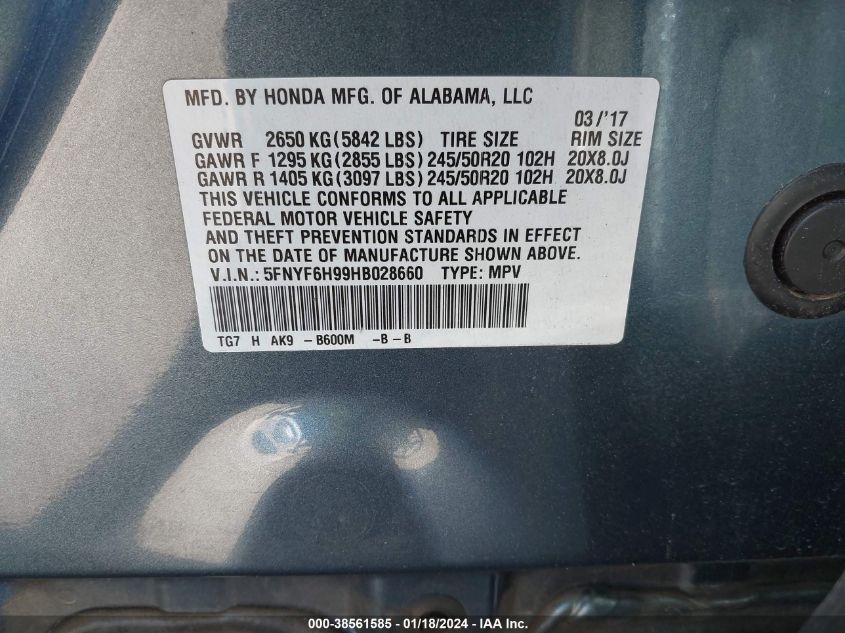 MFD. BY HONDA MFG. OF ALABAMA, LLC
03/'17
GVWR 2650 KG(5842 LBS) TIRE SIZE RIM SIZE
GAWR F 1295 KG(2855 LBS)245/50R20 102H 20X8.0J
GAWR R 1405 KG(3097 LBS)245/50R20 102H 20X8.0J
THIS VEHICLE CONFORMS TO ALL APPLICABLE
FEDERAL MOTOR VEHICLE SAFETY
AND THEFT PREVENTION STANDARDS IN EFFECT
ON THE DATE OF MANUFACTURE SHOWN ABOVE.
V.I.N.: 5FNYF6H99HB028660 TYPE: MPV
TG7 H AK9 -B600M -B-B
000-38561585 - 01/18/2024 - IAA Inc.